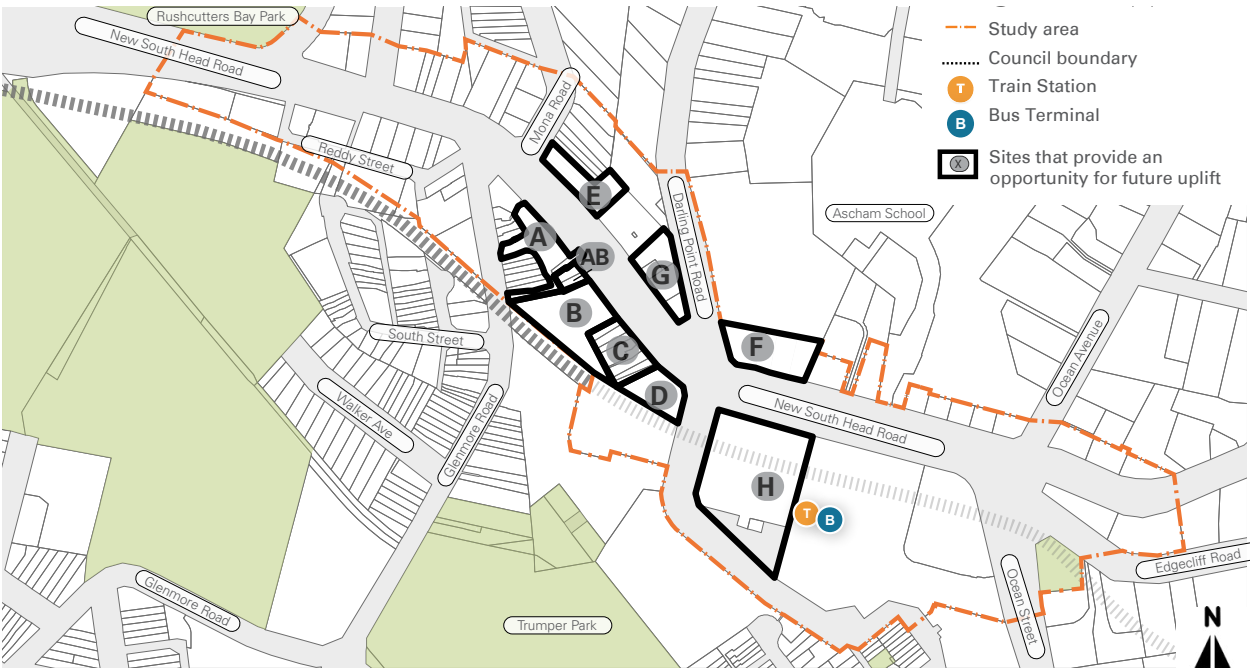 Rushcutters Bay Park
New South Head Road
Study area
Council boundary
T
Train Station
B
Bus Terminal
X
Sites that provide an
opportunity for future uplift
Mona Road
Reddy Street
Darling Point Road
Ascham School
E
A
AB
G
B
C
F
D
South Street
Walker Ave
Glenmore Road
Ocean Avenue
New South Head Road
H
T
B
Edgecliff Road
Ocean Street
Glenmore Road
Trumper Park
N